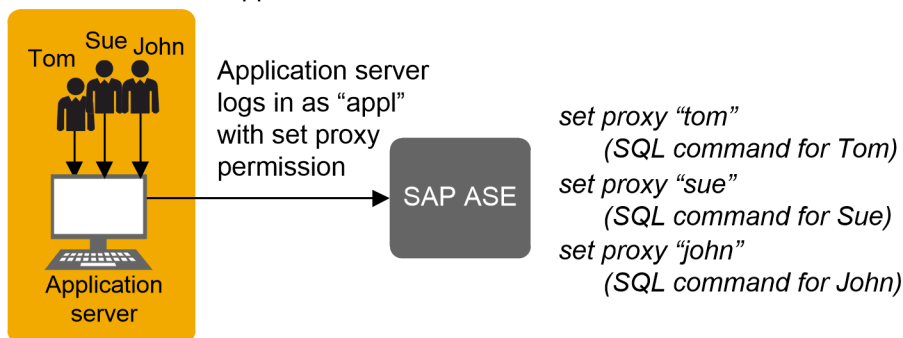 Tom
Sue
John
Application server
logs in as “appl”
with set proxy
permission
SAP ASE
set proxy “tom”
(SQL command for Tom)
set proxy “sue”
(SQL command for Sue)
set proxy “john”
(SQL command for John)
Application
server